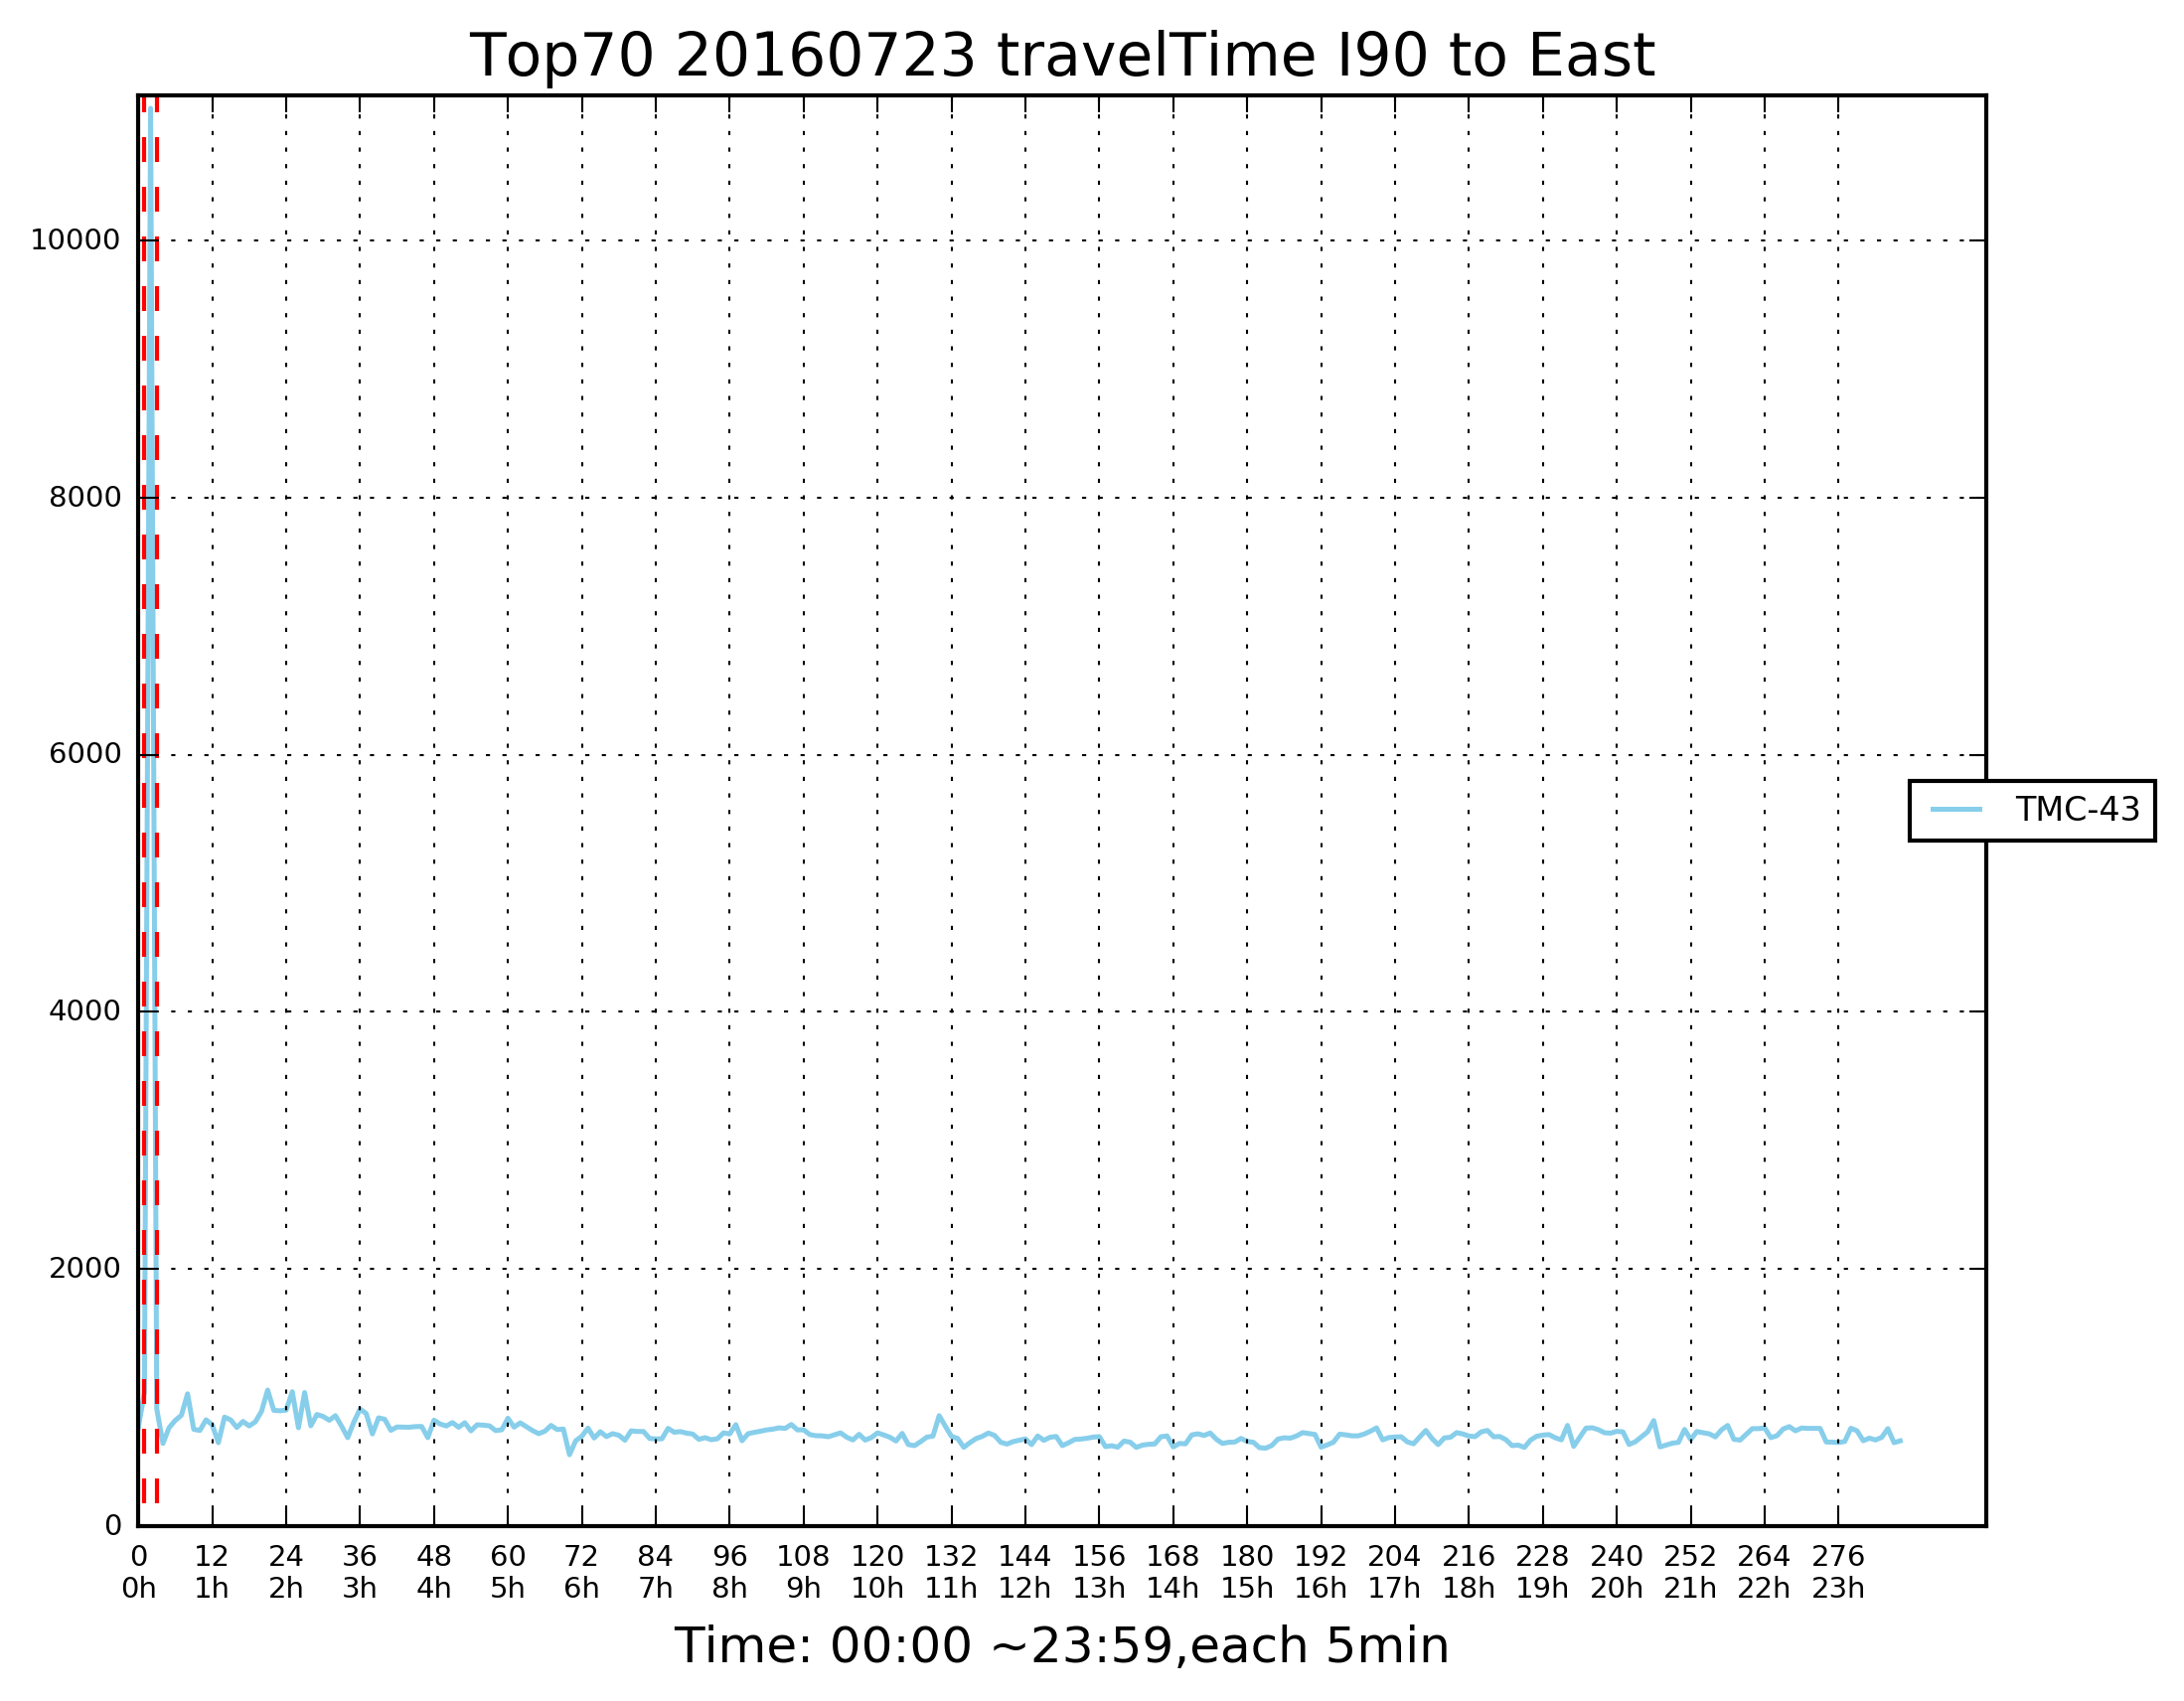 Top70 20160723 travelTime I90 to East
10000
8000
6000
4000
2000
0
TMC-43
0 12 24 36 48 60 72 84 96 108 120 132 144 156 168 180 192 204 216 228 240 252 264 276
0h 1h 2h 3h 4h 5h 6h 7h 8h 9h 10h 11h 12h 13h 14h 15h 16h 17h 18h 19h 20h 21h 22h 23h
Time: 00:00 ~23:59,each 5min